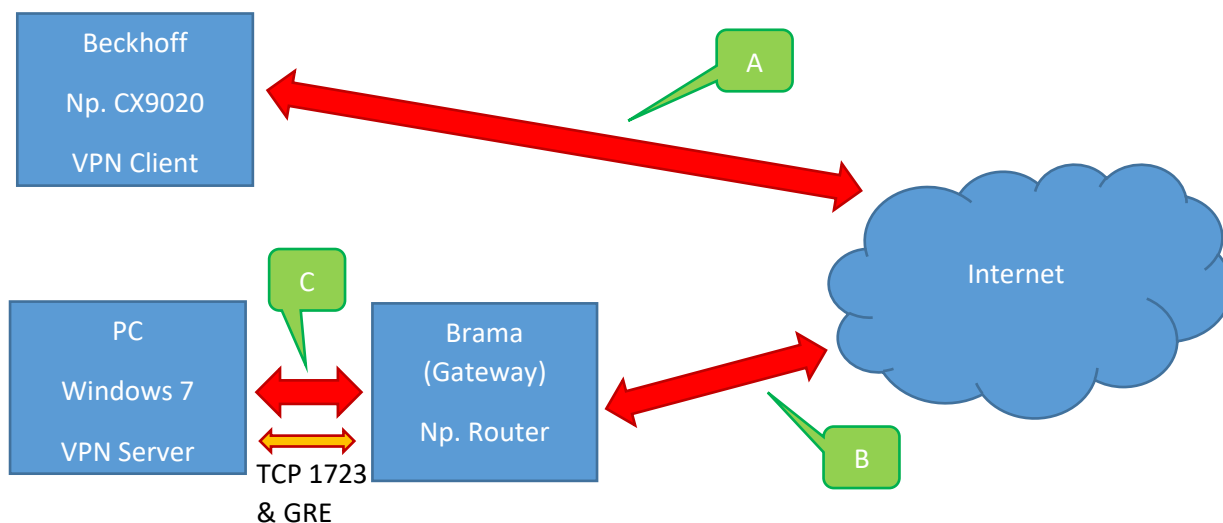 Beckhoff
Np. CX9020
VPN Client
A
Internet
C
PC
Windows 7
VPN Server
Brama
(Gateway)
Np. Router
B
TCP 1723
& GRE